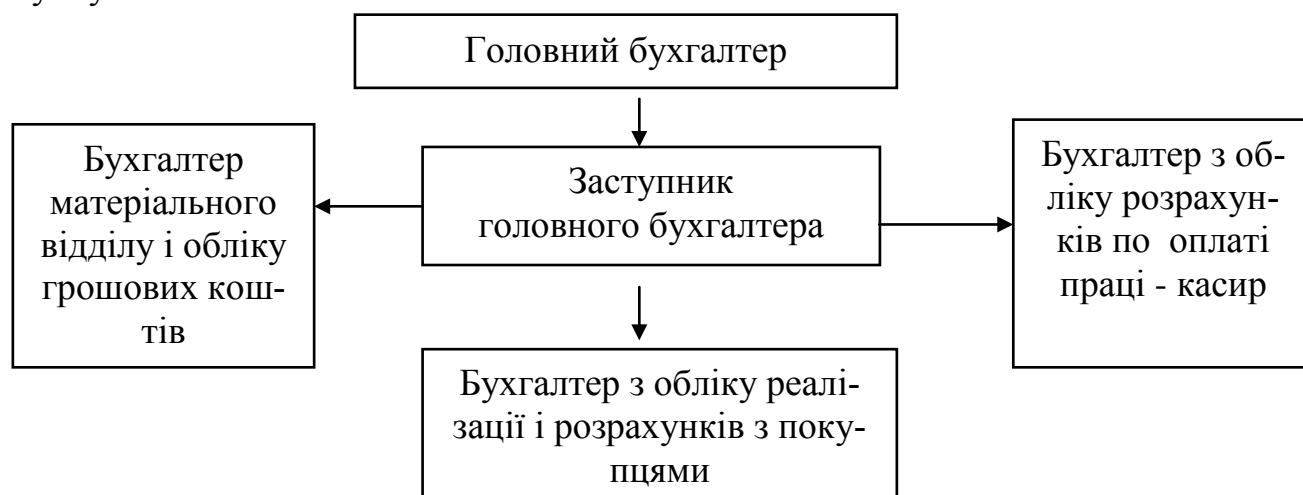 Головний бухгалтер
Бухгалтер
матеріального
відділу і обліку
грошових кош-
тів
Заступник
головного бухгалтера
Бухгалтер з об-
ліку розрахун-
ків по оплаті
праці - касир
Бухгалтер з обліку реалі-
зації і розрахунків з поку-
пцями